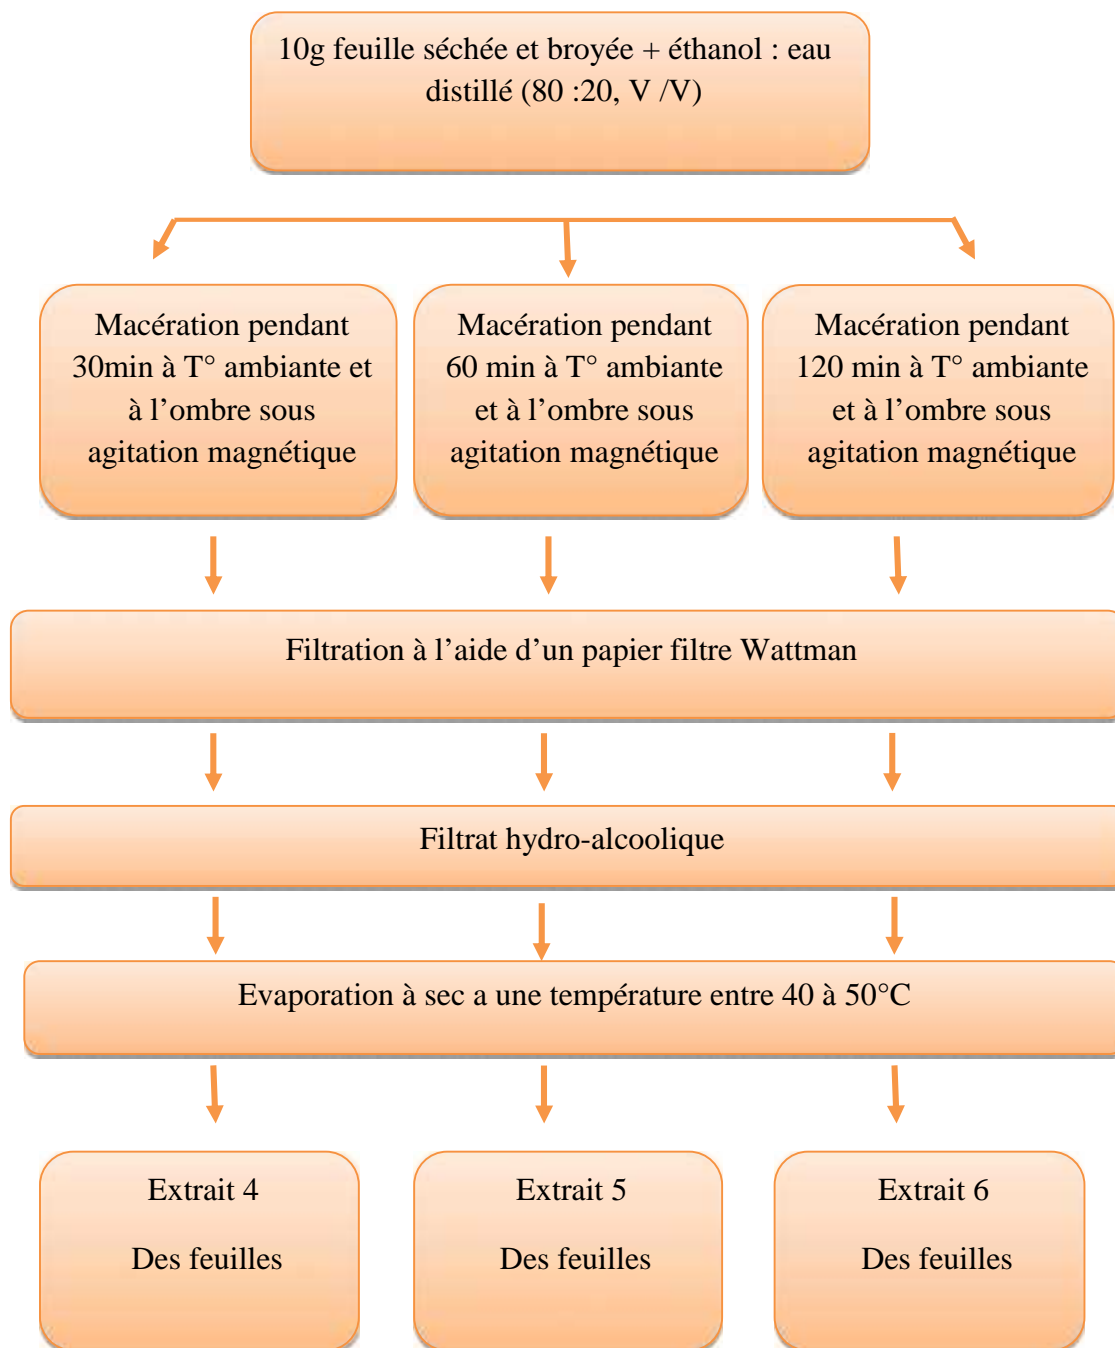 10g feuille séchée et broyée + éthanol : eau
distillé (80 :20, V /V)
Macération pendant
30min à T° ambiante et
à l’ombre sous
agitation magnétique
Macération pendant
60 min à T° ambiante
et à l’ombre sous
agitation magnétique
Macération pendant
120 min à T° ambiante
et à l’ombre sous
agitation magnétique
Filtration à l’aide d’un papier filtre Wattman
Filtrat hydro-alcoolique
Evaporation à sec a une température entre 40 à 50°C
Extrait 4
Des feuilles
Extrait 5
Des feuilles
Extrait 6
Des feuilles